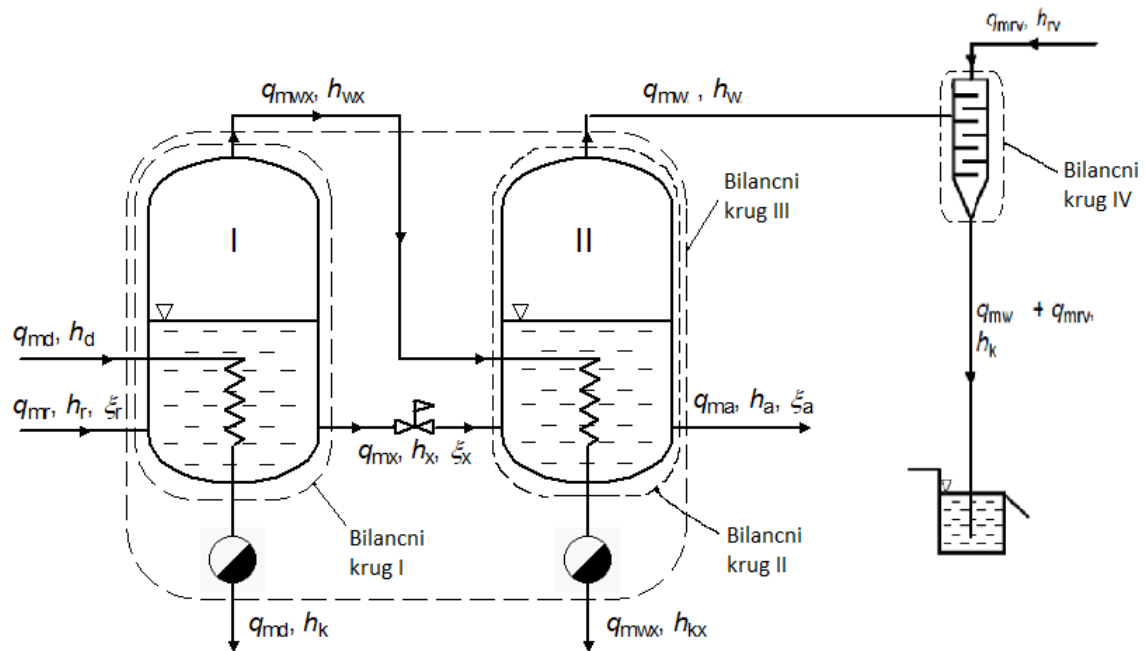 qmrv, hrv
qmwx, hwx
qmw , hw
Bilancni
krug IV
Bilancni
krug III
I
II
qmd, hd
qmr, hr, ξr
qmx, hx, ξx
qma, ha, ξa
qmw + qmrv,
hk
Bilancni
krug I
Bilancni
krug II
qmd, hk
qmwx, hkx